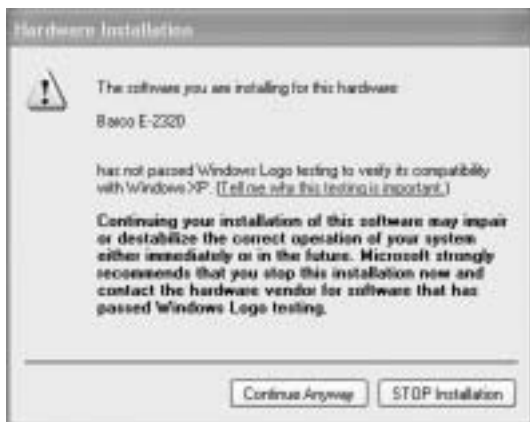 Hardware Installation
The software you are installing for this hardware:
Barco E-2320
has not passed Windows Logo testing to verify its compatibility
with Windows XP. (Tell me why this testing is important.)
Continuing your installation of this software may impair
or destabilize the correct operation of your system
either immediately or in the future. Microsoft strongly
recommends that you stop this installation now and
contact the hardware vendor for software that has
passed Windows Logo testing.
Continue Anyway
STOP Installation